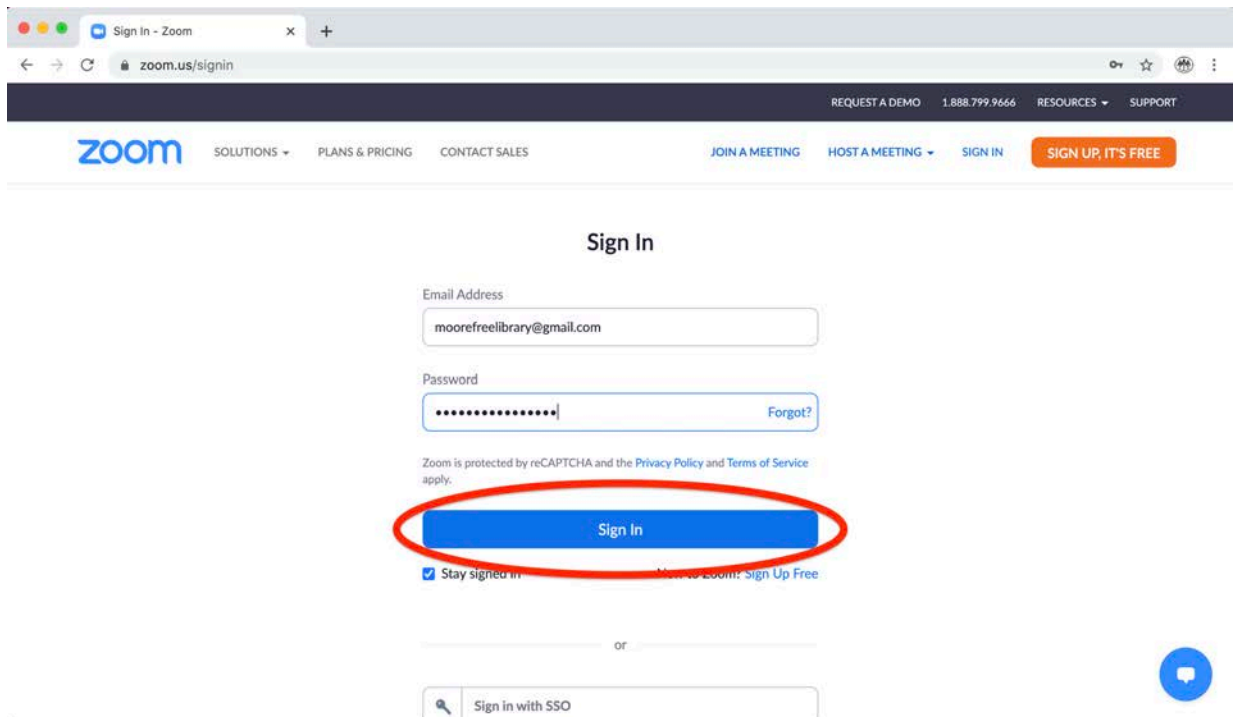 Sign In - Zoom
zoom.us/signin
REQUEST A DEMO 1.888.799.9666 RESOURCES SUPPORT
zoom SOLUTIONS PLANS & PRICING CONTACT SALES JOIN A MEETING HOST A MEETING SIGN IN SIGN UP, IT'S FREE
Sign In
Email Address
moorefreelibrary@gmail.com
Password
•••••••••••••••• Forgot?
Zoom is protected by reCAPTCHA and the Privacy Policy and Terms of Service
apply.
Sign In
Stay signed in New to Zoom? Sign Up Free
or
Sign in with SSO